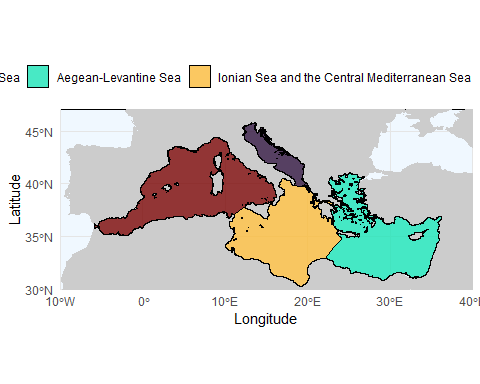 Sea Aegean-Levantine Sea Ionian Sea and the Central Mediterranean Sea
45°N
40°N
35°N
30°N
Latitude
10°W 0° 10°E 20°E 30°E 40°
Longitude